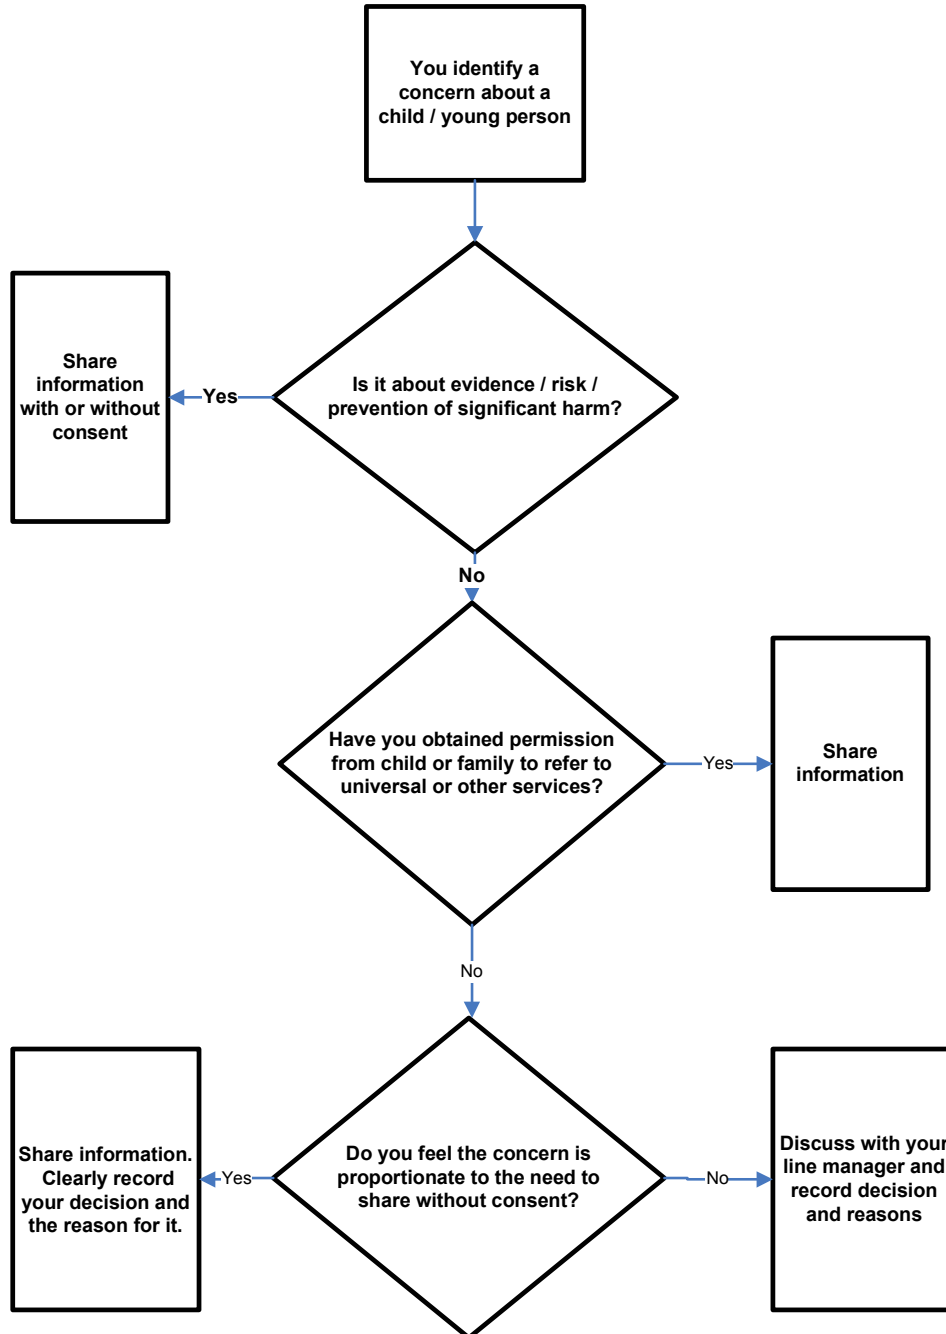 You identify a
concern about a
child / young person
Share
information
with or without
consent
Yes
Is it about evidence / risk /
prevention of significant harm?
No
Have you obtained permission
from child or family to refer to
universal or other services?
Yes
Share
information
No
Share information.
Clearly record
your decision and
the reason for it.
Yes
Do you feel the concern is
proportionate to the need to
share without consent?
No
Discuss with your
line manager and
record decision
and reasons